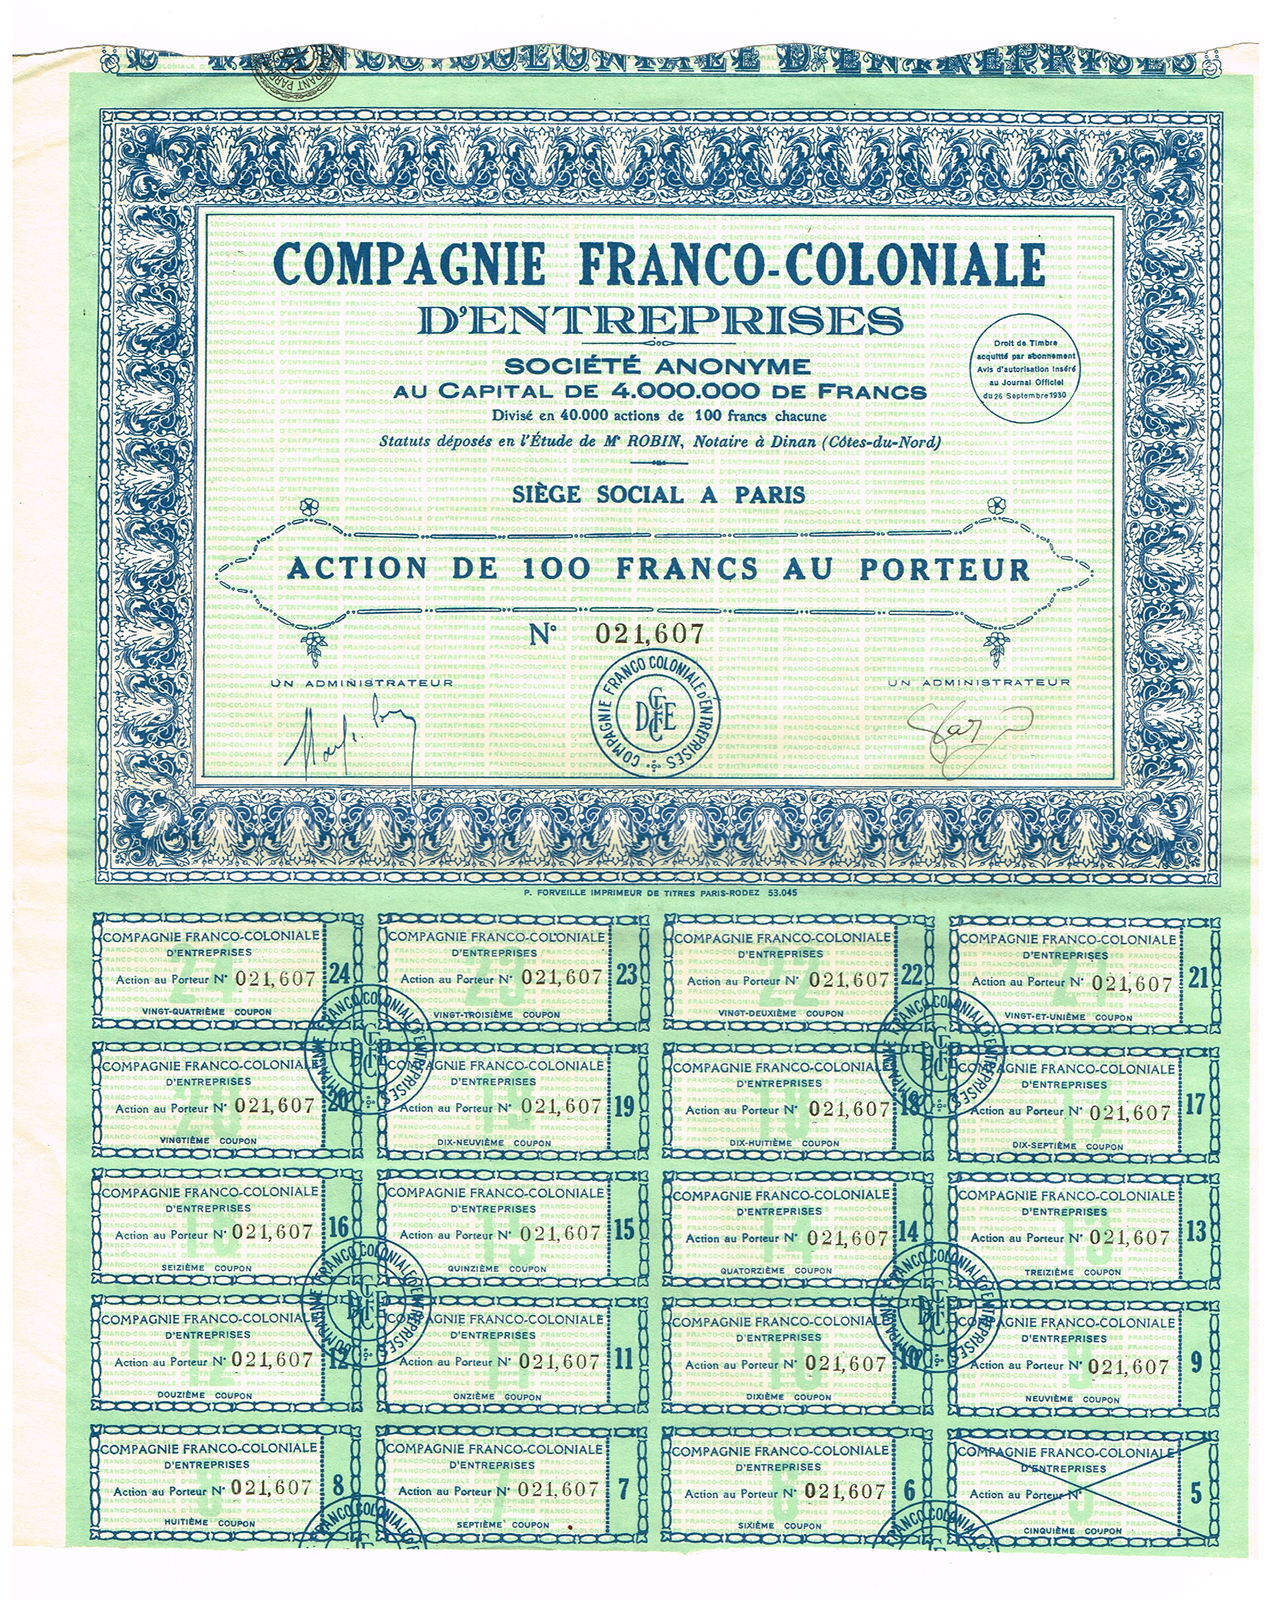 COLONIALE D'ENTREPRISES
COMPAGNIE FRANCO-COLONIALE
D'ENTREPRISES
SOCIÉTÉ ANONYME
AU CAPITAL DE 4.000.000 DE FRANCS
Divisé en 40.000 actions de 100 francs chacune
Statuts déposés en l'Étude de Mᵉ ROBIN, Notaire à Dinan (Côtes-du-Nord)
Droit de Timbre
acquitté par abonnement
Avis d'autorisation inséré
au Journal Officiel
du 26 Septembre 1930
SIÈGE SOCIAL A PARIS
ACTION DE 100 FRANCS AU PORTEUR
N° 021,607
UN ADMINISTRATEUR
UN ADMINISTRATEUR
COMPAGNIE FRANCO COLONIALE D'ENTREPRISES
P. FORVEILLE IMPRIMEUR DE TITRES PARIS-RODEZ 53.045
COMPAGNIE FRANCO-COLONIALE
D'ENTREPRISES
Action au Porteur N° 021,607 24
VINGT-QUATRIÈME COUPON
COMPAGNIE FRANCO-COLONIALE
D'ENTREPRISES
Action au Porteur N° 021,607 23
VINGT-TROISIÈME COUPON
COMPAGNIE FRANCO-COLONIALE
D'ENTREPRISES
Action au Porteur N° 021,607 22
VINGT-DEUXIÈME COUPON
COMPAGNIE FRANCO-COLONIALE
D'ENTREPRISES
Action au Porteur N° 021,607 21
VINGT-ET-UNIÈME COUPON
COMPAGNIE FRANCO-COLONIALE
D'ENTREPRISES
Action au Porteur N° 021,607 20
VINGTIÈME COUPON
COMPAGNIE FRANCO-COLONIALE
D'ENTREPRISES
Action au Porteur N° 021,607 19
DIX-NEUVIÈME COUPON
COMPAGNIE FRANCO-COLONIALE
D'ENTREPRISES
Action au Porteur N° 021,607 18
DIX-HUITIÈME COUPON
COMPAGNIE FRANCO-COLONIALE
D'ENTREPRISES
Action au Porteur N° 021,607 17
DIX-SEPTIÈME COUPON
COMPAGNIE FRANCO-COLONIALE
D'ENTREPRISES
Action au Porteur N° 021,607 16
SEIZIÈME COUPON
COMPAGNIE FRANCO-COLONIALE
D'ENTREPRISES
Action au Porteur N° 021,607 15
QUINZIÈME COUPON
COMPAGNIE FRANCO-COLONIALE
D'ENTREPRISES
Action au Porteur N° 021,607 14
QUATORZIÈME COUPON
COMPAGNIE FRANCO-COLONIALE
D'ENTREPRISES
Action au Porteur N° 021,607 13
TREIZIÈME COUPON
COMPAGNIE FRANCO-COLONIALE
D'ENTREPRISES
Action au Porteur N° 021,607 12
DOUZIÈME COUPON
COMPAGNIE FRANCO-COLONIALE
D'ENTREPRISES
Action au Porteur N° 021,607 11
ONZIÈME COUPON
COMPAGNIE FRANCO-COLONIALE
D'ENTREPRISES
Action au Porteur N° 021,607 10
DIXIÈME COUPON
COMPAGNIE FRANCO-COLONIALE
D'ENTREPRISES
Action au Porteur N° 021,607 9
NEUVIÈME COUPON
COMPAGNIE FRANCO-COLONIALE
D'ENTREPRISES
Action au Porteur N° 021,607 8
HUITIÈME COUPON
COMPAGNIE FRANCO-COLONIALE
D'ENTREPRISES
Action au Porteur N° 021,607 7
SEPTIÈME COUPON
COMPAGNIE FRANCO-COLONIALE
D'ENTREPRISES
Action au Porteur N° 021,607 6
SIXIÈME COUPON
COMPAGNIE FRANCO-COLONIALE
D'ENTREPRISES
Action au Porteur N° 5
CINQUIÈME COUPON